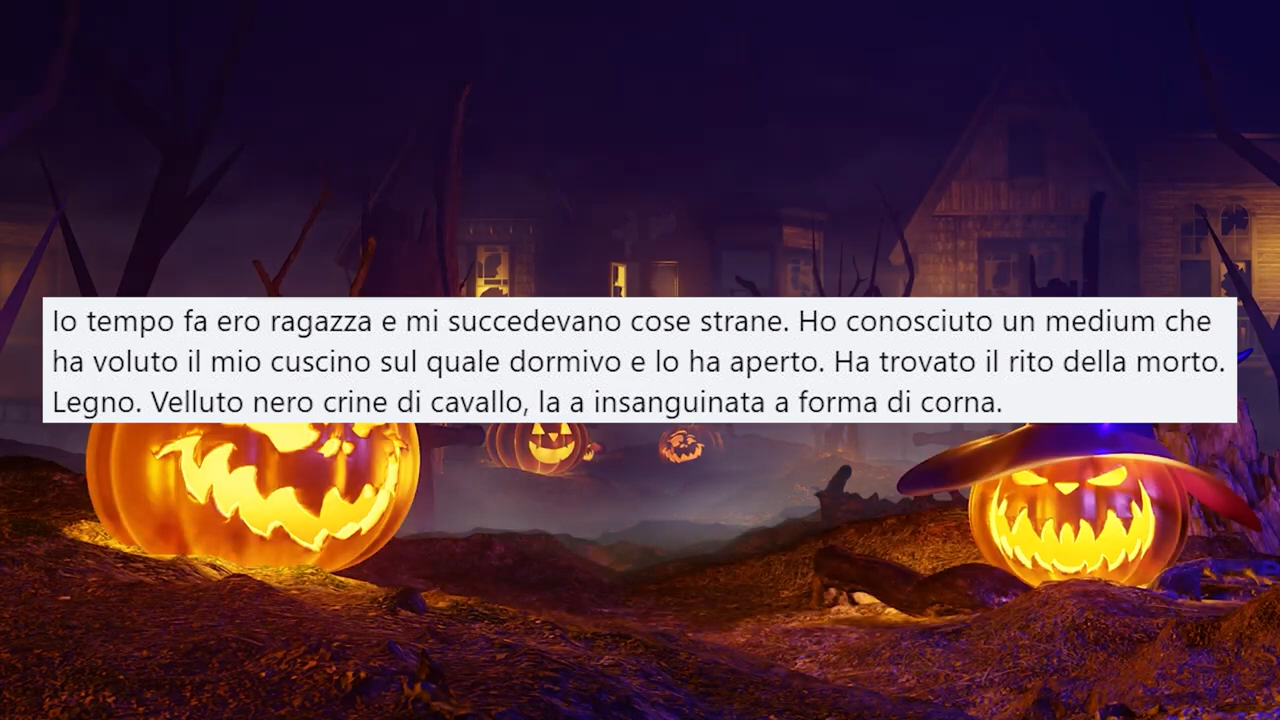 Io tempo fa ero ragazza e mi succedevano cose strane. Ho conosciuto un medium che
ha voluto il mio cuscino sul quale dormivo e lo ha aperto. Ha trovato il rito della morto.
Legno. Velluto nero crine di cavallo, la a insanguinata a forma di corna.